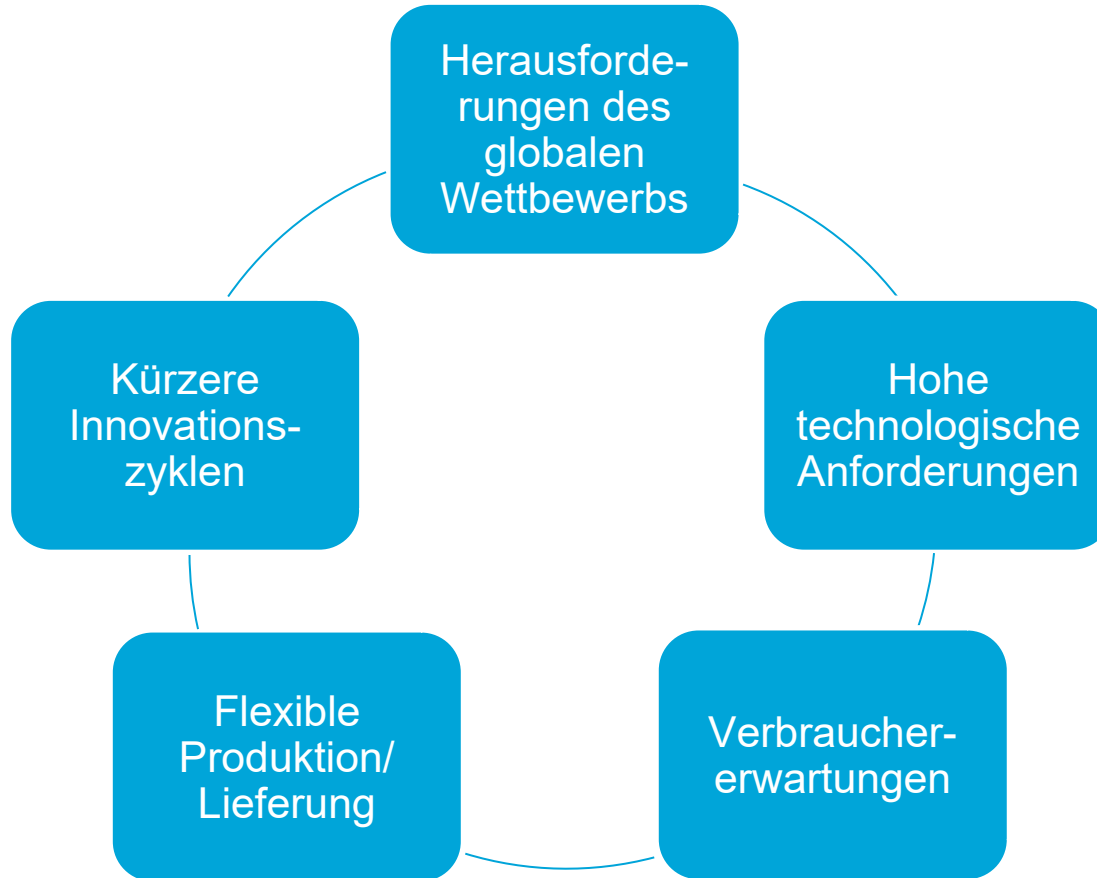 Herausforde-
rungen des
globalen
Wettbewerbs
Hohe
technologische
Anforderungen
Verbraucher-
erwartungen
Flexible
Produktion/
Lieferung
Kürzere
Innovations-
zyklen